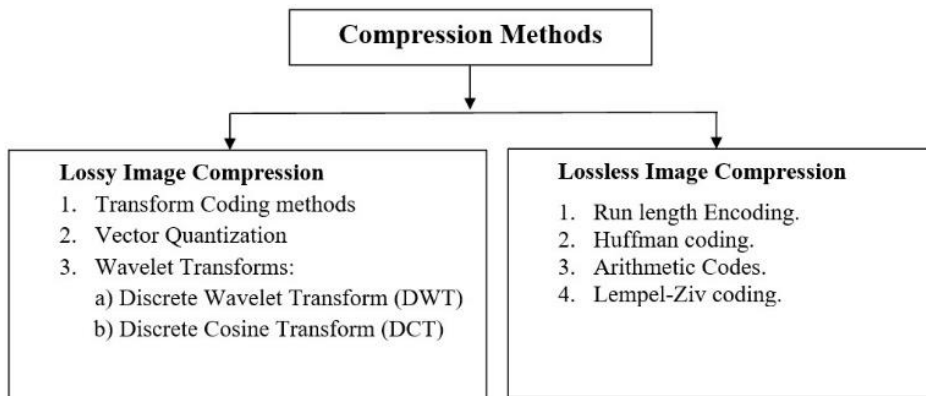 Compression Methods
Lossy Image Compression
1. Transform Coding methods
2. Vector Quantization
3. Wavelet Transforms:
a) Discrete Wavelet Transform (DWT)
b) Discrete Cosine Transform (DCT)
Lossless Image Compression
1. Run length Encoding.
2. Huffman coding.
3. Arithmetic Codes.
4. Lempel-Ziv coding.